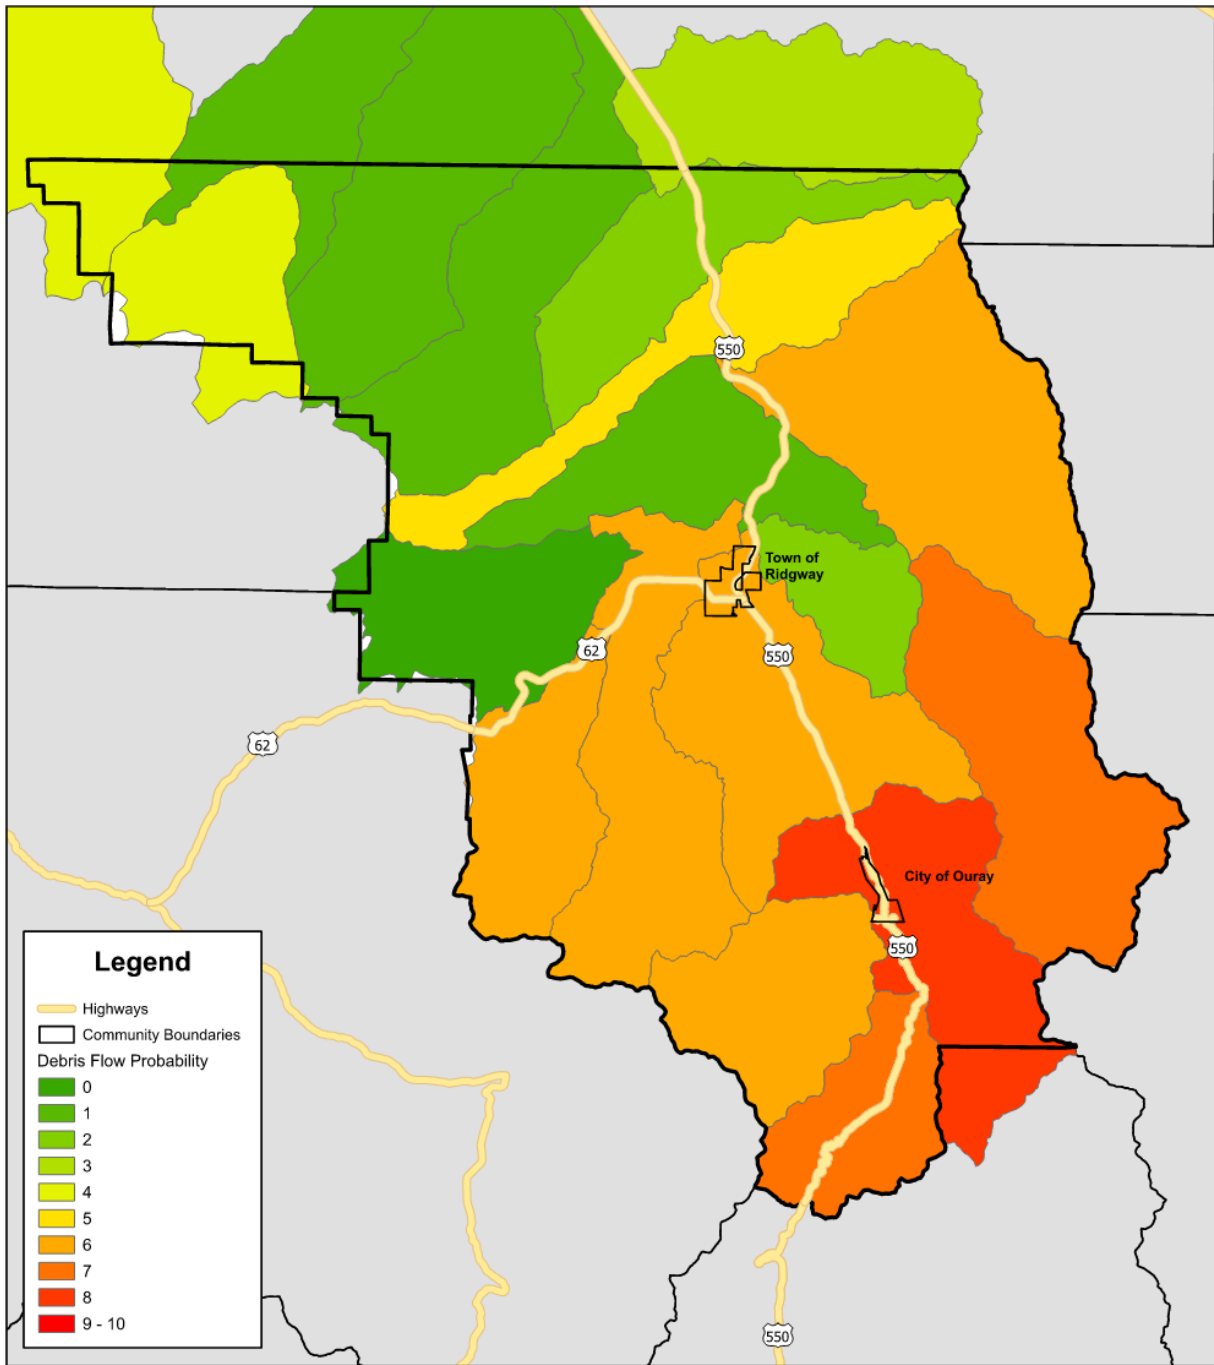 550
Town of
Ridgway
62
550
62
City of Ouray
550
Legend
Highways
Community Boundaries
Debris Flow Probability
0
1
2
3
4
5
6
7
8
9 - 10
550